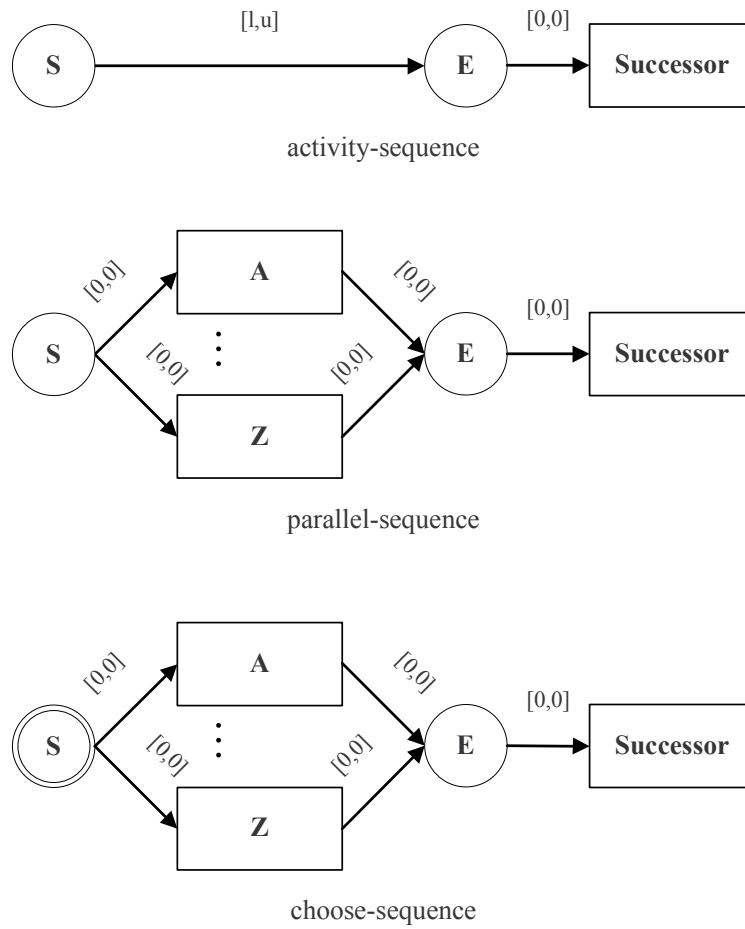 [l,u] [0,0]
S E Successor
activity-sequence
[0,0] A [0,0] [0,0]
S ⋮ E Successor
[0,0] Z [0,0]
parallel-sequence
[0,0] A [0,0] [0,0]
S ⋮ E Successor
[0,0] Z [0,0]
choose-sequence